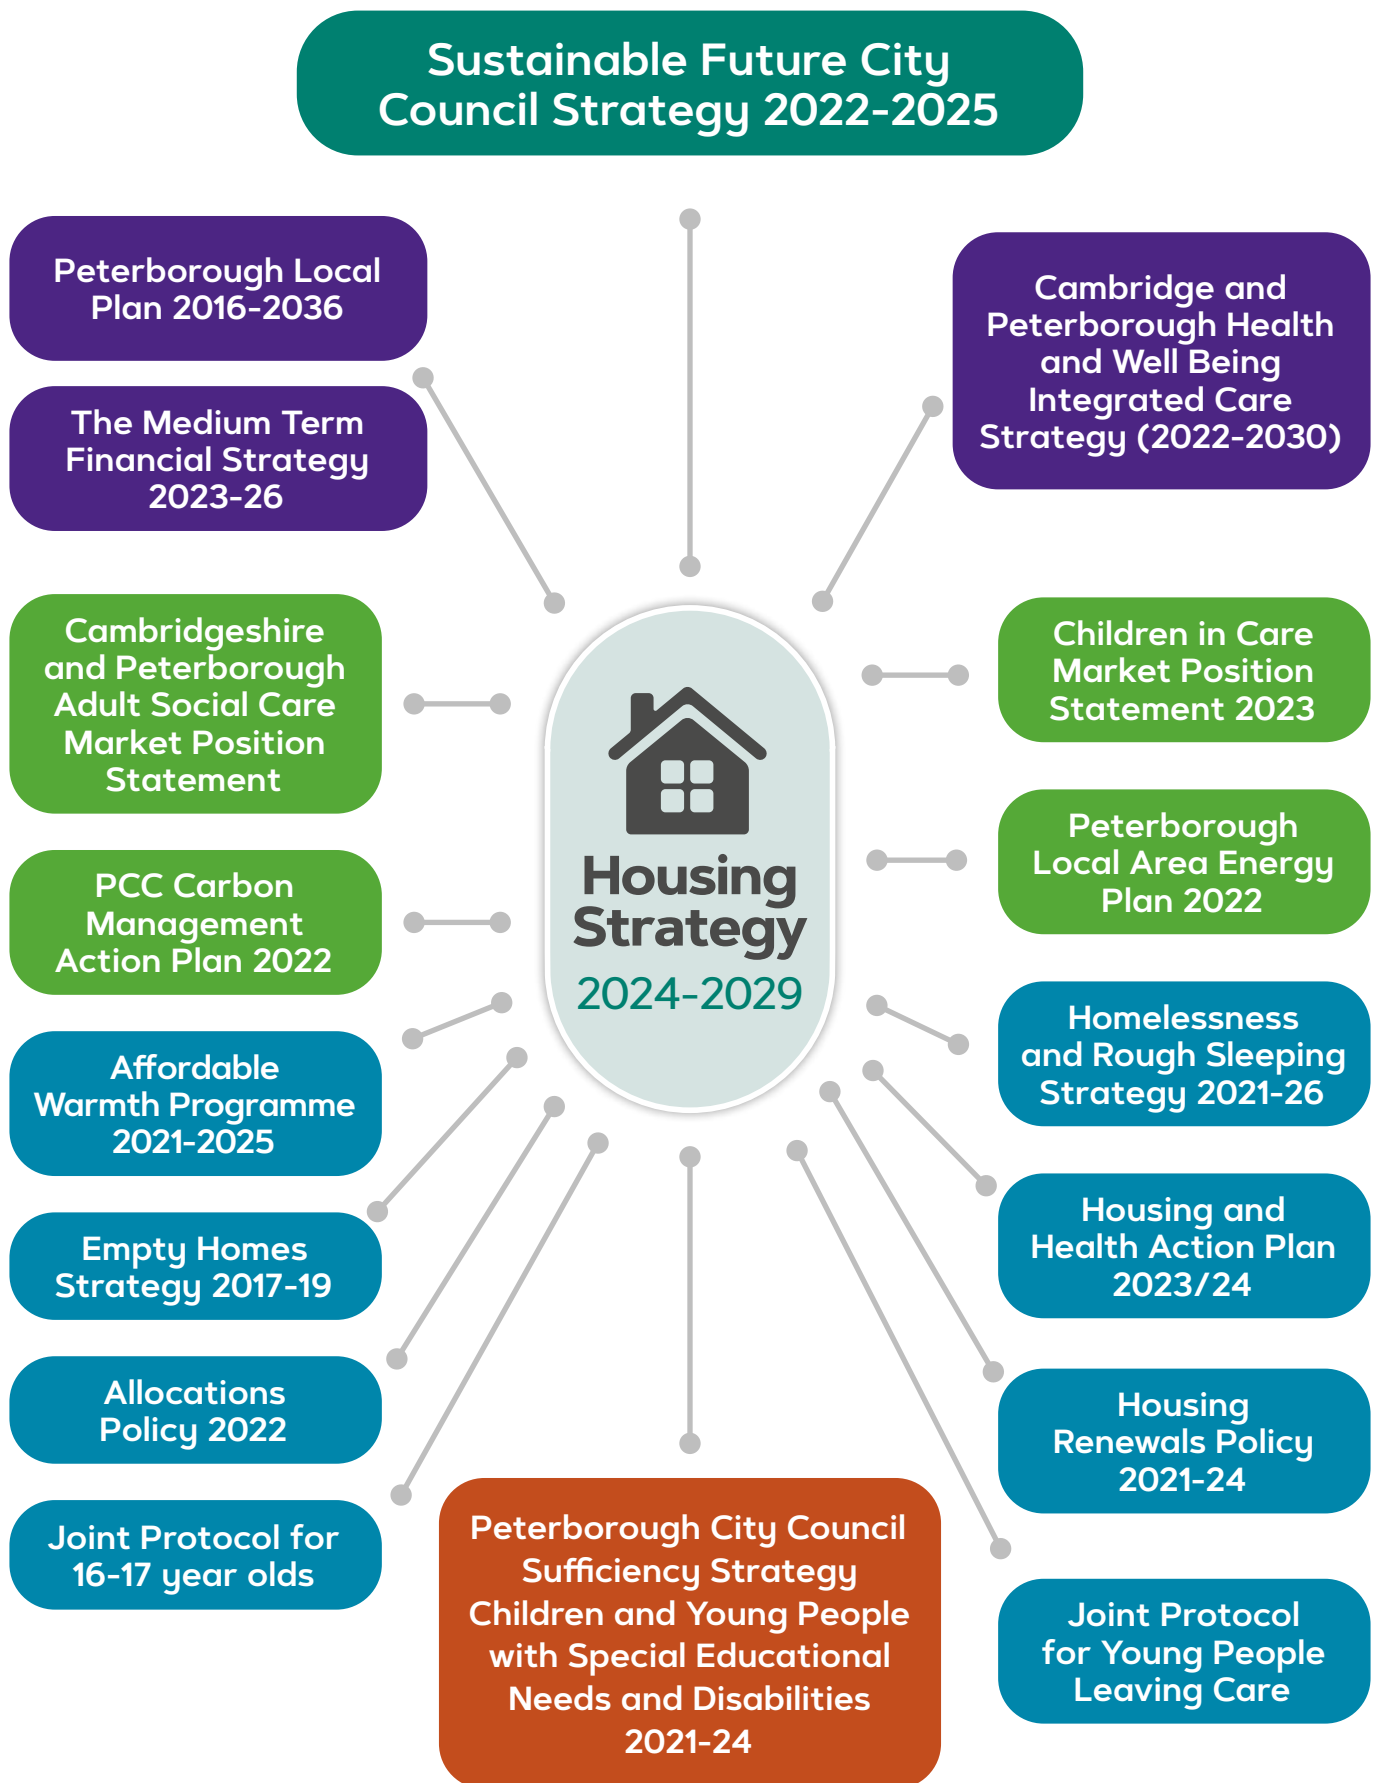 Sustainable Future City
Council Strategy 2022-2025
Peterborough Local
Plan 2016-2036
The Medium Term
Financial Strategy
2023-26
Cambridge and
Peterborough Health
and Well Being
Integrated Care
Strategy (2022-2030)
Cambridgeshire
and Peterborough
Adult Social Care
Market Position
Statement
PCC Carbon
Management
Action Plan 2022
Affordable
Warmth Programme
2021-2025
Empty Homes
Strategy 2017-19
Allocations
Policy 2022
Joint Protocol for
16-17 year olds
Housing
Strategy
2024-2029
Children in Care
Market Position
Statement 2023
Peterborough
Local Area Energy
Plan 2022
Homelessness
and Rough Sleeping
Strategy 2021-26
Housing and
Health Action Plan
2023/24
Housing
Renewals Policy
2021-24
Joint Protocol
for Young People
Leaving Care
Peterborough City Council
Sufficiency Strategy
Children and Young People
with Special Educational
Needs and Disabilities
2021-24